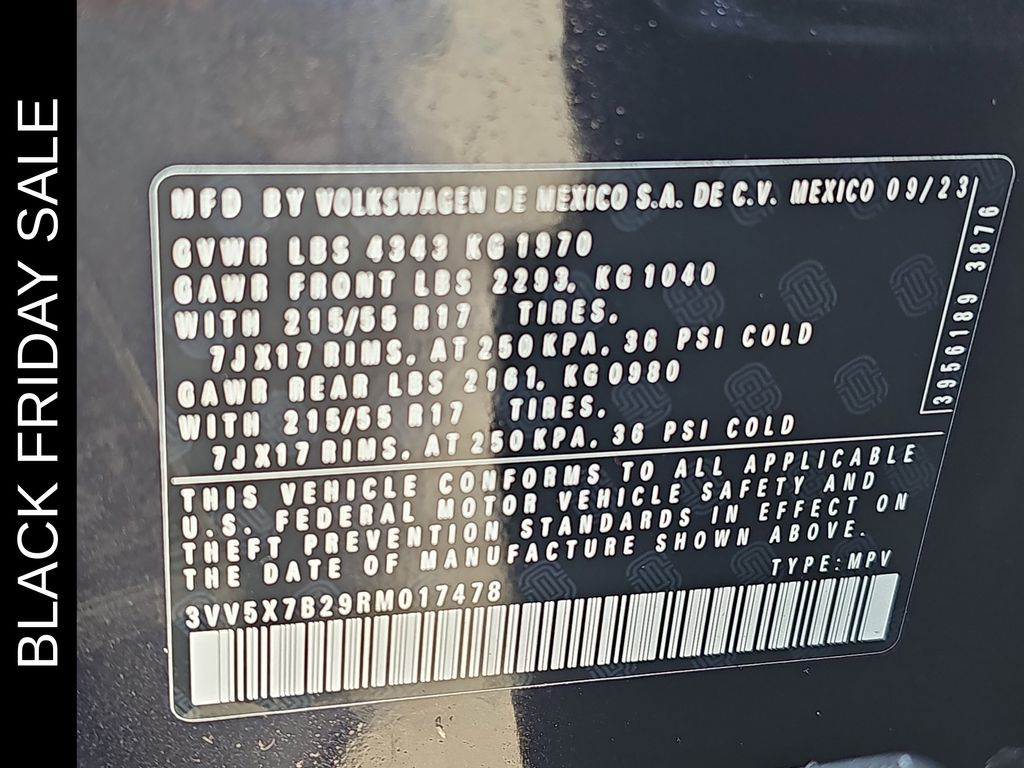 BLACK FRIDAY SALE
MFD BY VOLKSWAGEN DE MEXICO S.A. DE C.V. MEXICO 09/23
GVWR LBS 4343 KG 1970
GAWR FRONT LBS 2293. KG 1040
WITH 215/55 R17 TIRES.
7JX17 RIMS. AT 250 KPA. 36 PSI COLD
GAWR REAR LBS 2161. KG 0980
WITH 215/55 R17 TIRES.
7JX17 RIMS. AT 250 KPA. 36 PSI COLD
3956189 3876
THIS VEHICLE CONFORMS TO ALL APPLICABLE
U.S. FEDERAL MOTOR VEHICLE SAFETY AND
THEFT PREVENTION STANDARDS IN EFFECT ON
THE DATE OF MANUFACTURE SHOWN ABOVE.
TYPE: MPV
3VV5X7B29RM017478